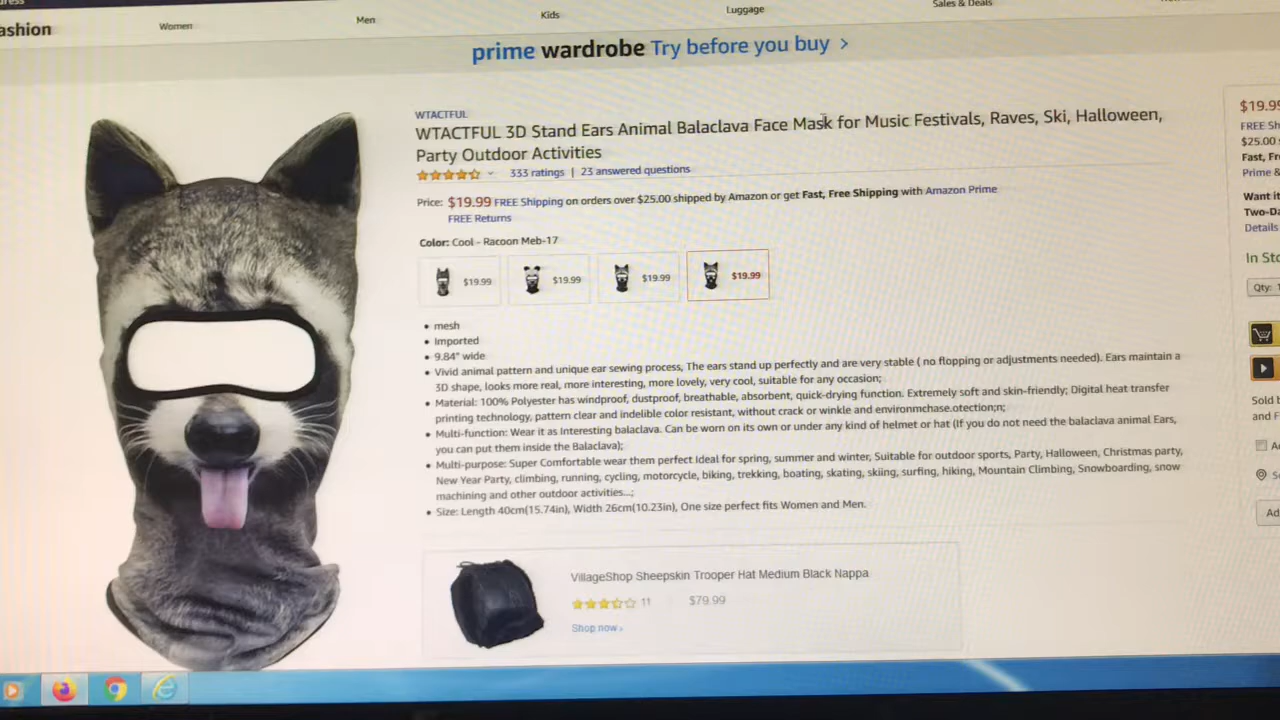 ashion
Women
Men
Kids
Luggage
Sales & Deals
prime wardrobe Try before you buy >
WTACTFUL
WTACTFUL 3D Stand Ears Animal Balaclava Face Mask for Music Festivals, Raves, Ski, Halloween,
Party Outdoor Activities
333 ratings | 23 answered questions
Price: $19.99 FREE Shipping on orders over $25.00 shipped by Amazon or get Fast, Free Shipping with Amazon Prime
FREE Returns
Color: Cool - Racoon Meb-17
$19.99 $19.99 $19.99 $19.99
• mesh
• Imported
• 9.84" wide
• Vivid animal pattern and unique ear sewing process, The ears stand up perfectly and are very stable ( no flopping or adjustments needed). Ears maintain a
3D shape, looks more real, more interesting, more lovely, very cool, suitable for any occasion;
• Material: 100% Polyester has windproof, dustproof, breathable, absorbent, quick-drying function. Extremely soft and skin-friendly; Digital heat transfer
printing technology, pattern clear and indelible color resistant, without crack or winkle and environmchase.otection;n;
• Multi-function: Wear it as Interesting balaclava. Can be worn on its own or under any kind of helmet or hat (If you do not need the balaclava animal Ears,
you can put them inside the Balaclava);
• Multi-purpose: Super Comfortable wear them perfect Ideal for spring, summer and winter, Suitable for outdoor sports, Party, Halloween, Christmas party,
New Year Party, climbing, running, cycling, motorcycle, biking, trekking, boating, skating, skiing, surfing, hiking, Mountain Climbing, Snowboarding, snow
machining and other outdoor activities...;
• Size: Length 40cm(15.74in), Width 26cm(10.23in), One size perfect fits Women and Men.
VillageShop Sheepskin Trooper Hat Medium Black Nappa
11 $79.99
Shop now ›
$19.99
FREE Sh
$25.00
Fast, Fr
Prime &
Want it
Two-Da
Details
In Sto
Qty: 1
Sold b
and F
Ad